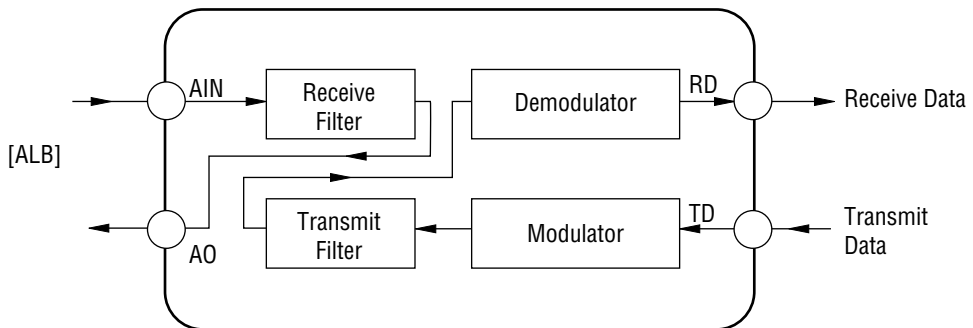 AIN
Receive
Filter
Demodulator
RD
Receive Data
[ALB]
AO
Transmit
Filter
Modulator
TD
Transmit
Data